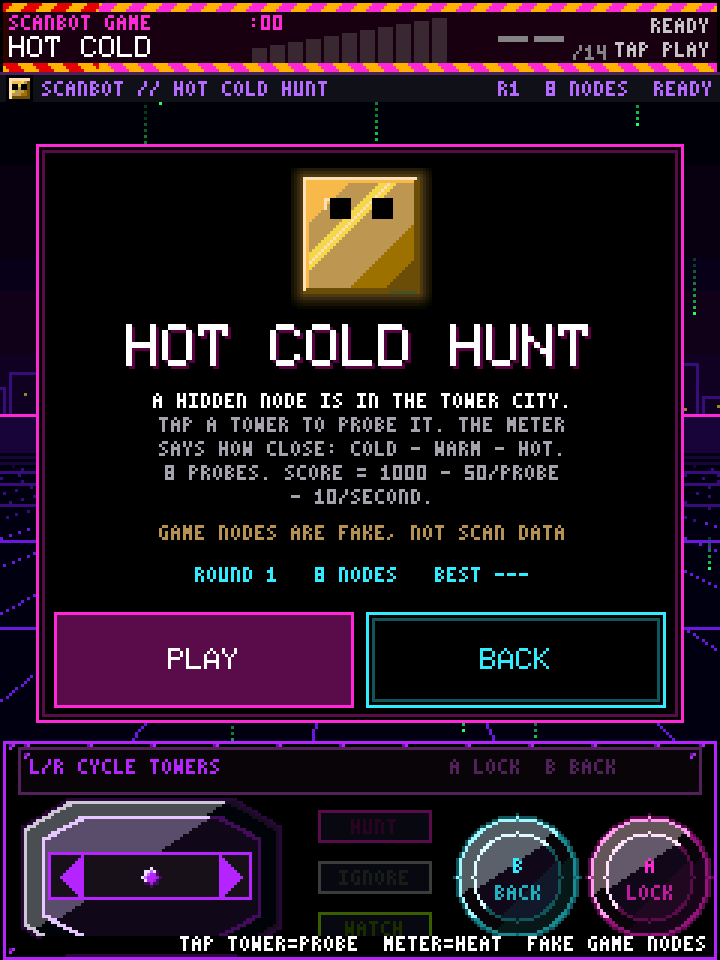 SCANBOT GAME
HOT COLD
:00
-- /14
READY
TAP PLAY
SCANBOT // HOT COLD HUNT R1 8 NODES READY
HOT COLD HUNT
A HIDDEN NODE IS IN THE TOWER CITY.
TAP A TOWER TO PROBE IT. THE METER
SAYS HOW CLOSE: COLD - WARM - HOT.
8 PROBES. SCORE = 1000 - 50/PROBE
- 10/SECOND.
GAME NODES ARE FAKE, NOT SCAN DATA
ROUND 1 8 NODES BEST ---
PLAY BACK
L/R CYCLE TOWERS A LOCK B BACK
HUNT
IGNORE
WATCH
B BACK
A LOCK
TAP TOWER=PROBE METER=HEAT FAKE GAME NODES